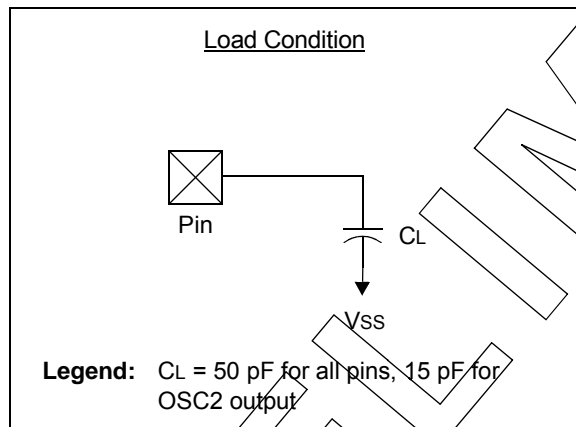 Load Condition
Pin
CL
VSS
Legend: CL = 50 pF for all pins, 15 pF for
OSC2 output